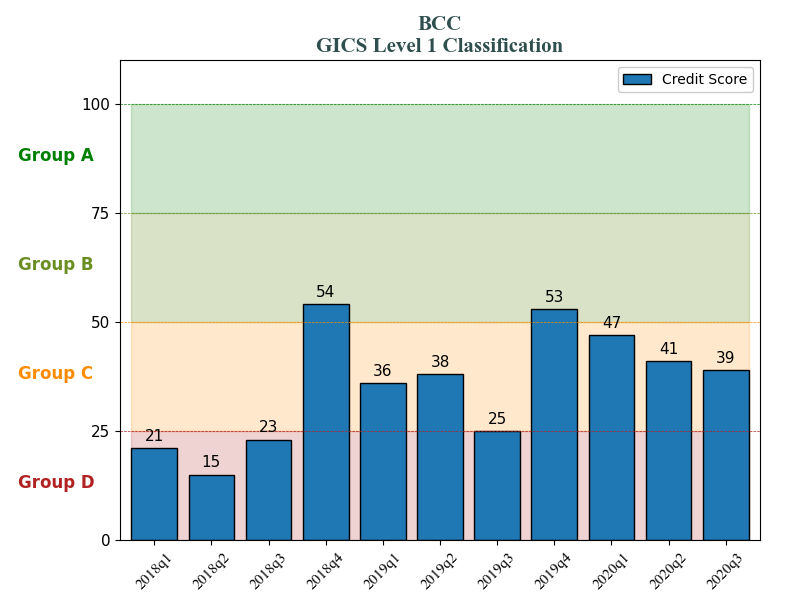 BCC
GICS Level 1 Classification
Credit Score
100
Group A
75
Group B
54
53
50
47
41
39
38
36
Group C
25
25
23
21
15
Group D
0
2018q1 2018q2 2018q3 2018q4 2019q1 2019q2 2019q3 2019q4 2020q1 2020q2 2020q3